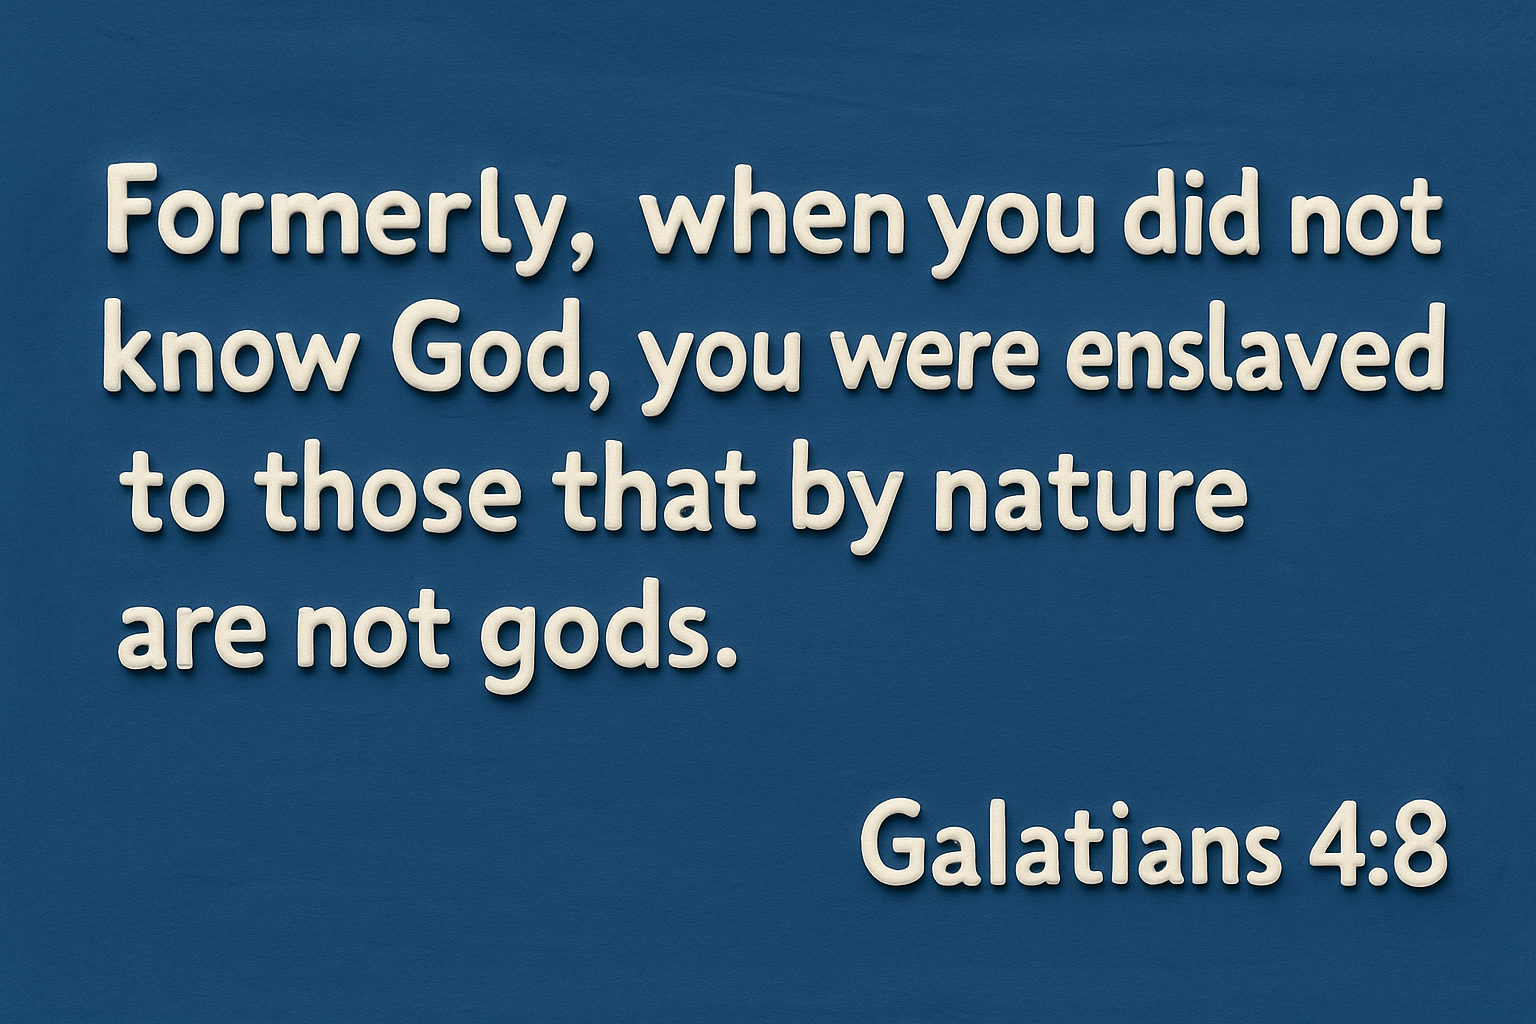 Formerly, when you did not
know God, you were enslaved
to those that by nature
are not gods.
Galatians 4:8